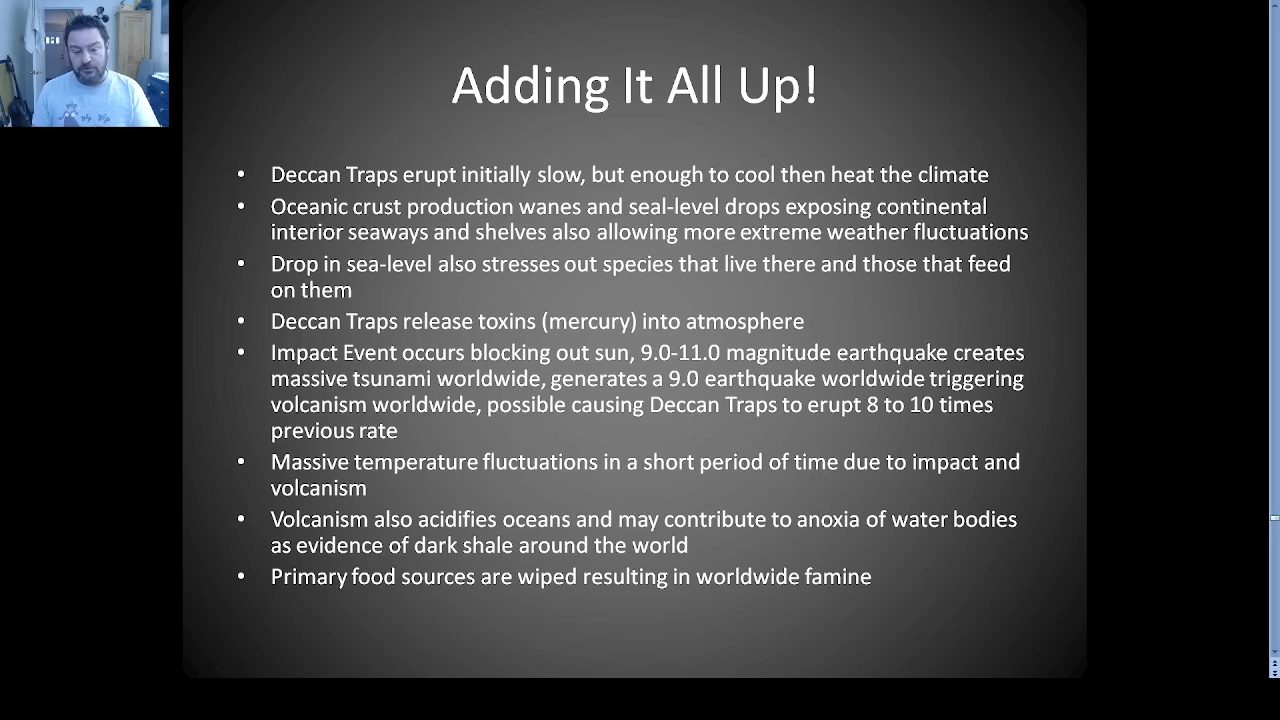 Adding It All Up!
• Deccan Traps erupt initially slow, but enough to cool then heat the climate
• Oceanic crust production wanes and seal-level drops exposing continental
interior seaways and shelves also allowing more extreme weather fluctuations
• Drop in sea-level also stresses out species that live there and those that feed
on them
• Deccan Traps release toxins (mercury) into atmosphere
• Impact Event occurs blocking out sun, 9.0-11.0 magnitude earthquake creates
massive tsunami worldwide, generates a 9.0 earthquake worldwide triggering
volcanism worldwide, possible causing Deccan Traps to erupt 8 to 10 times
previous rate
• Massive temperature fluctuations in a short period of time due to impact and
volcanism
• Volcanism also acidifies oceans and may contribute to anoxia of water bodies
as evidence of dark shale around the world
• Primary food sources are wiped resulting in worldwide famine